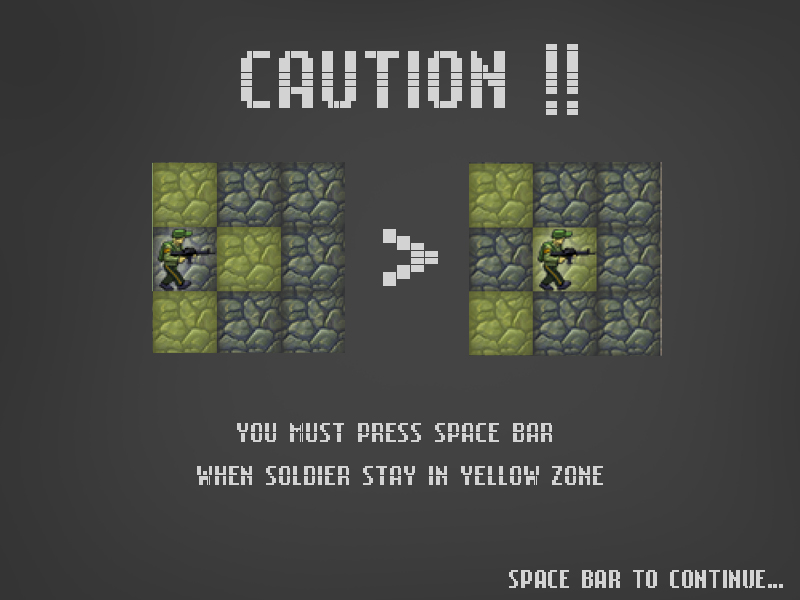 CAUTION !!
>
YOU MUST PRESS SPACE BAR
WHEN SOLDIER STAY IN YELLOW ZONE
SPACE BAR TO CONTINUE...